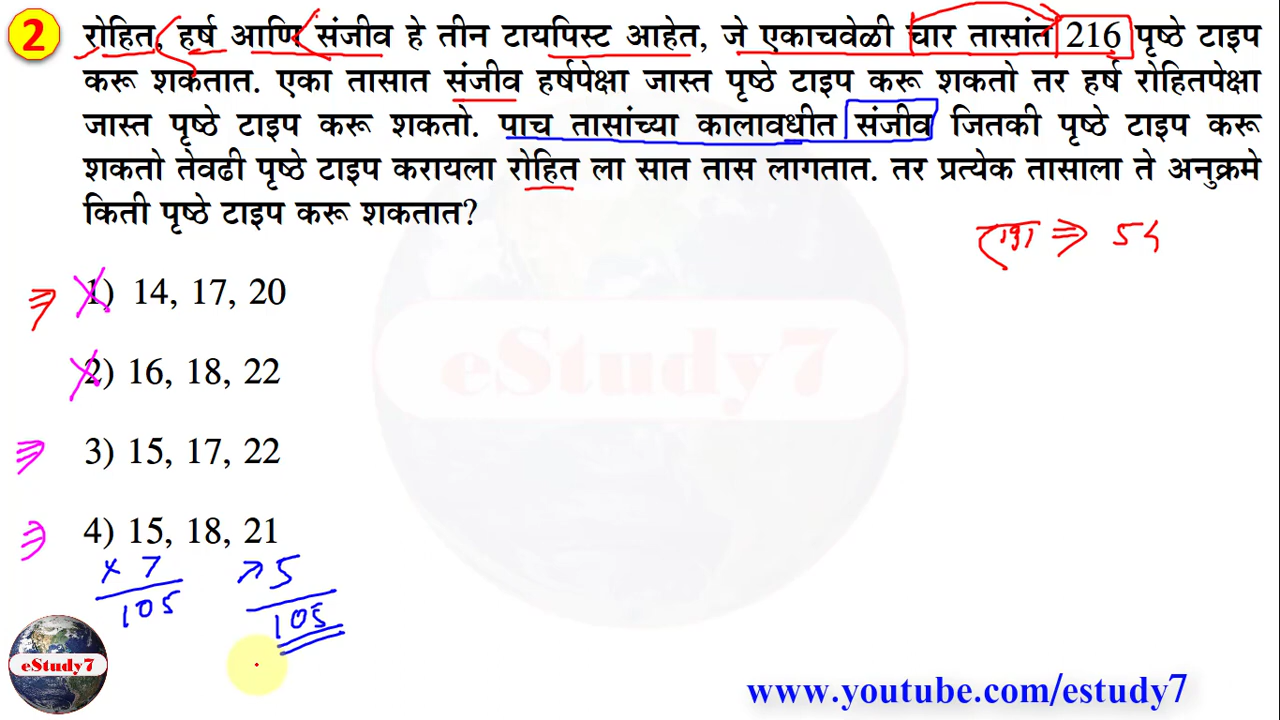 2 रोहित, हर्ष आणि संजीव हे तीन टायपिस्ट आहेत, जे एकाचवेळी चार तासांत 216 पृष्ठे टाइप
करू शकतात. एका तासात संजीव हर्षपेक्षा जास्त पृष्ठे टाइप करू शकतो तर हर्ष रोहितपेक्षा
जास्त पृष्ठे टाइप करू शकतो. पाच तासांच्या कालावधीत संजीव जितकी पृष्ठे टाइप करू
शकतो तेवढी पृष्ठे टाइप करायला रोहित ला सात तास लागतात. तर प्रत्येक तासाला ते अनुक्रमे
किती पृष्ठे टाइप करू शकतात?
⇒ 54
1) 14, 17, 20
2) 16, 18, 22
eStudy7
3) 15, 17, 22
4) 15, 18, 21
× 7 × 5
105 105
eStudy7
www.youtube.com/estudy7